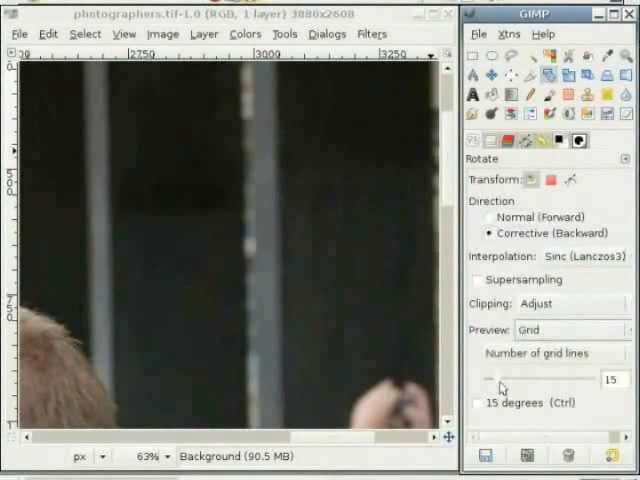 photographers.tif-1.0 (RGB, 1 layer) 3880x2608
File Edit Select View Image Layer Colors Tools Dialogs Filters
2750 3000 3250
500
750
px 63% Background (90.5 MB)
GIMP
File Xtns Help
Rotate
Transform:
Direction
Normal (Forward)
Corrective (Backward)
Interpolation: Sinc (Lanczos3)
Supersampling
Clipping: Adjust
Preview: Grid
Number of grid lines
15
15 degrees (Ctrl)